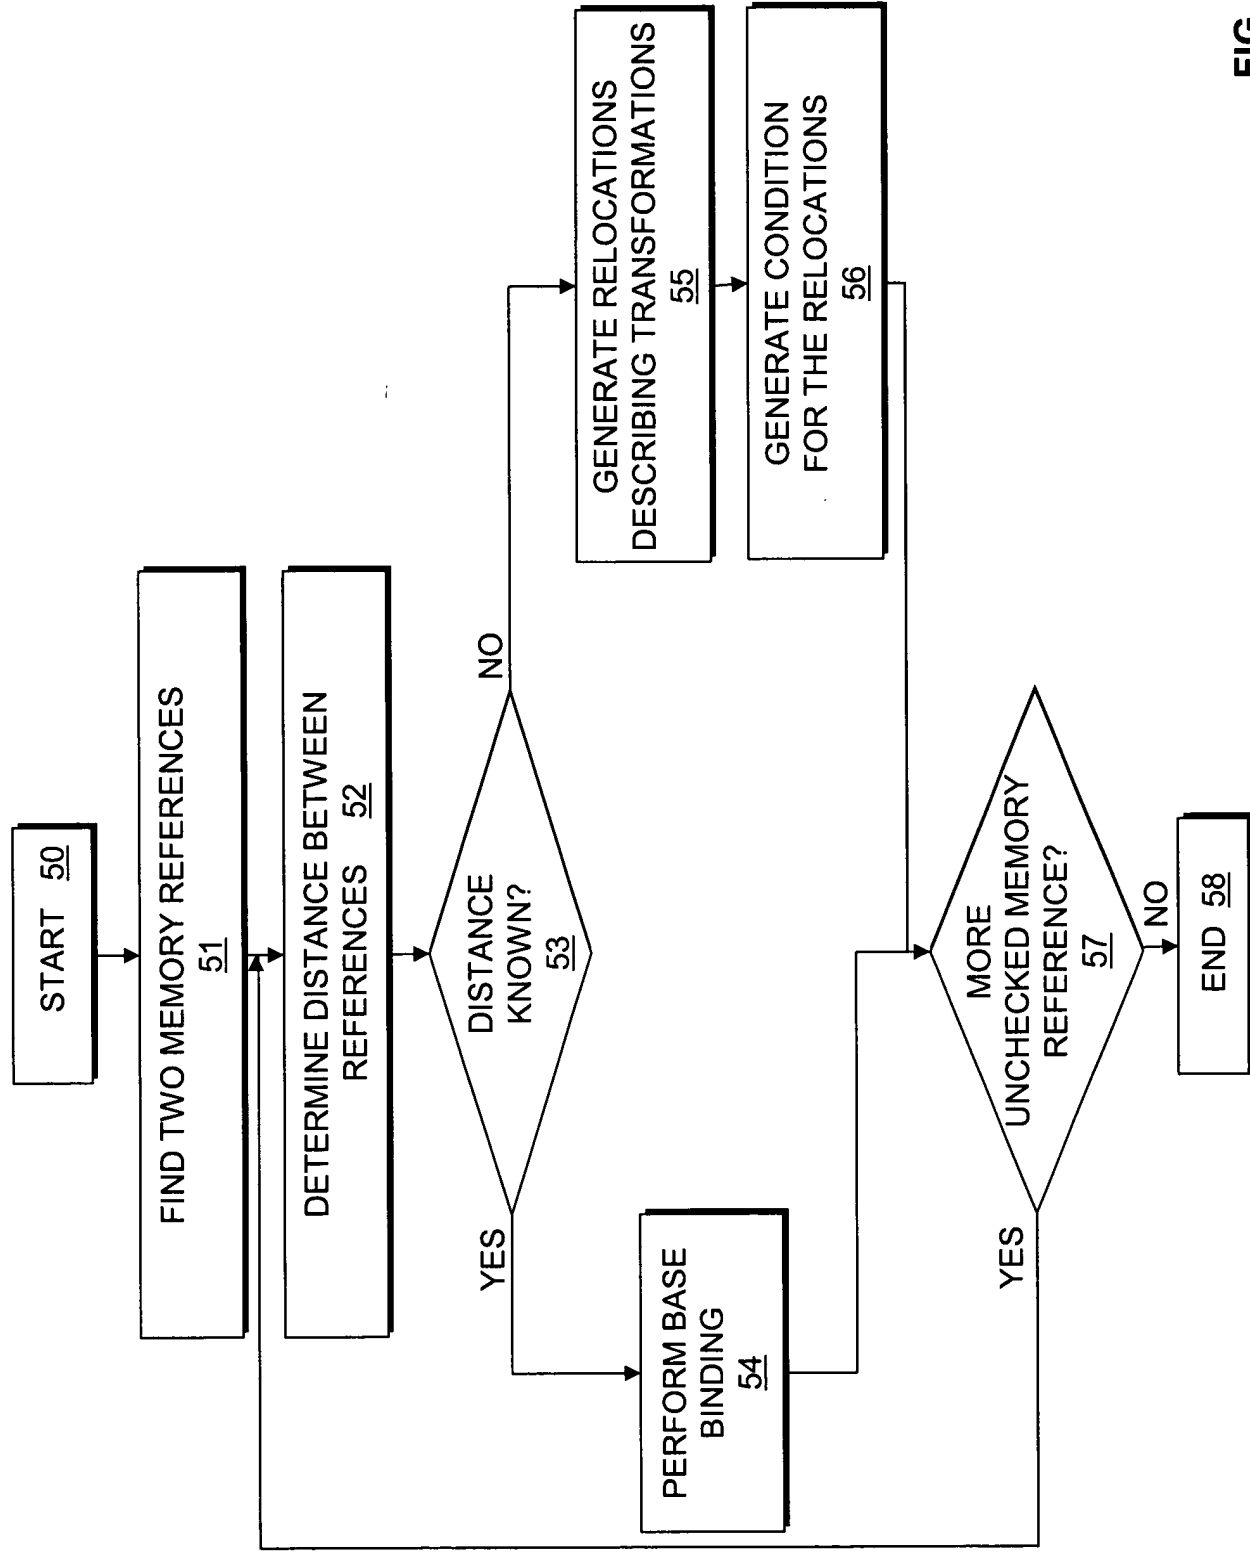 START 50
FIND TWO MEMORY REFERENCES
51
DETERMINE DISTANCE BETWEEN
REFERENCES 52
DISTANCE
KNOWN?
53
YES
NO
PERFORM BASE
BINDING
54
GENERATE RELOCATIONS
DESCRIBING TRANSFORMATIONS
55
GENERATE CONDITION
FOR THE RELOCATIONS
56
MORE
UNCHECKED MEMORY
REFERENCE?
57
YES
NO
END 58
FIG